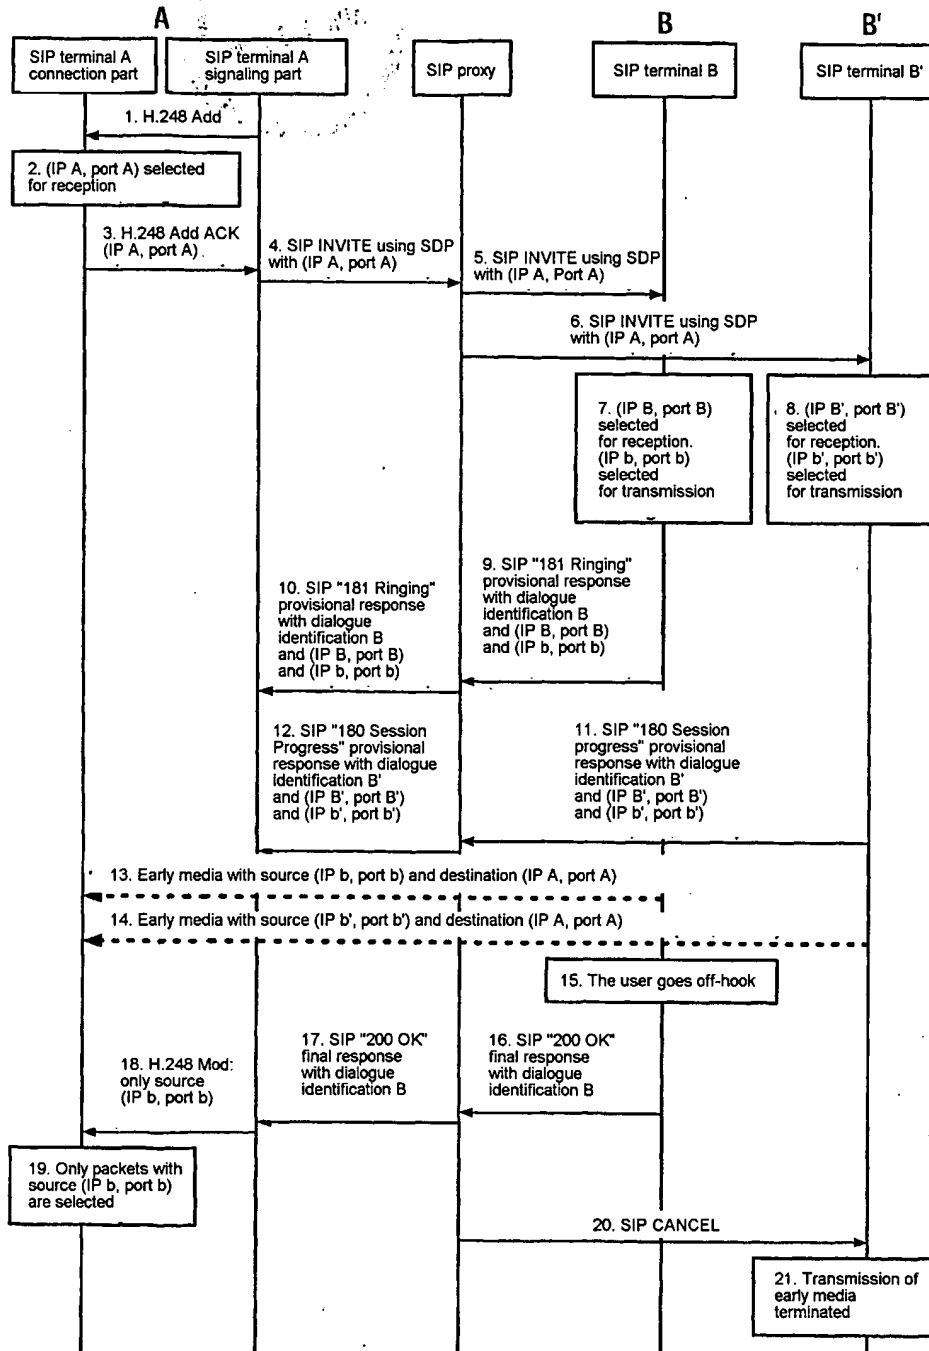 A
B
B'
SIP terminal A
connection part
SIP terminal A
signaling part
SIP proxy
SIP terminal B
SIP terminal B'
1. H.248 Add
2. (IP A, port A) selected
for reception
3. H.248 Add ACK
(IP A, port A)
4. SIP INVITE using SDP
with (IP A, port A)
5. SIP INVITE using SDP
with (IP A, Port A)
6. SIP INVITE using SDP
with (IP A, port A)
7. (IP B, port B)
selected
for reception.
(IP b, port b)
selected
for transmission
8. (IP B', port B')
selected
for reception.
(IP b', port b')
selected
for transmission
9. SIP "181 Ringing"
provisional response
with dialogue
identification B
and (IP B, port B)
and (IP b, port b)
10. SIP "181 Ringing"
provisional response
with dialogue
identification B
and (IP B, port B)
and (IP b, port b)
11. SIP "180 Session
progress" provisional
response with dialogue
identification B'
and (IP B', port B')
and (IP b', port b')
12. SIP "180 Session
Progress" provisional
response with dialogue
identification B'
and (IP B', port B')
and (IP b', port b')
13. Early media with source (IP b, port b) and destination (IP A, port A)
14. Early media with source (IP b', port b') and destination (IP A, port A)
15. The user goes off-hook
16. SIP "200 OK"
final response
with dialogue
identification B
17. SIP "200 OK"
final response
with dialogue
identification B
18. H.248 Mod:
only source
(IP b, port b)
19. Only packets with
source (IP b, port b)
are selected
20. SIP CANCEL
21. Transmission of
early media
terminated